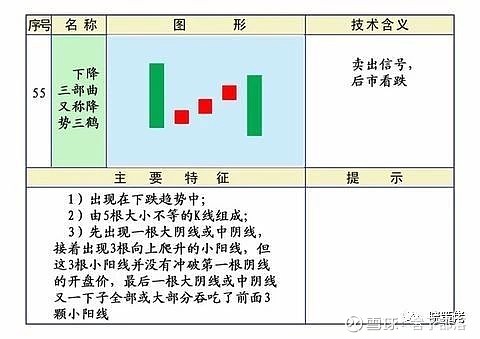 序号 名称 图形 技术含义
55
下降
三部曲
又称降
势三鹤
卖出信号,
后市看跌
主要特征 提示
1)出现在下跌趋势中;
2)由5根大小不等的K线组成;
3)先出现一根大阴线或中阴线,
接着出现3根向上爬升的小阳线,但
这3根小阳线并没有冲破第一根阴线
的开盘价,最后一根大阴线或中阴线
又一下子全部或大部分吞吃了前面3
颗小阳线
雪球